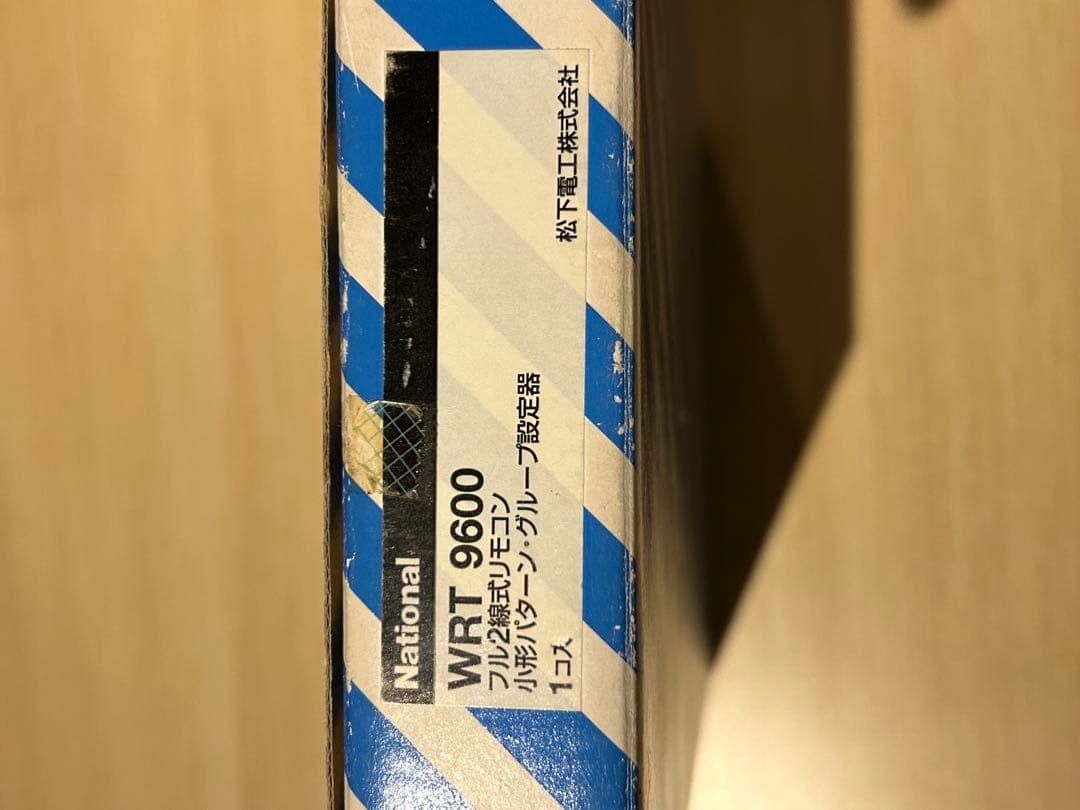 National
WRT 9600
フル2線式リモコン
小形パターン・グループ設定器
1コ入
松下電工株式会社